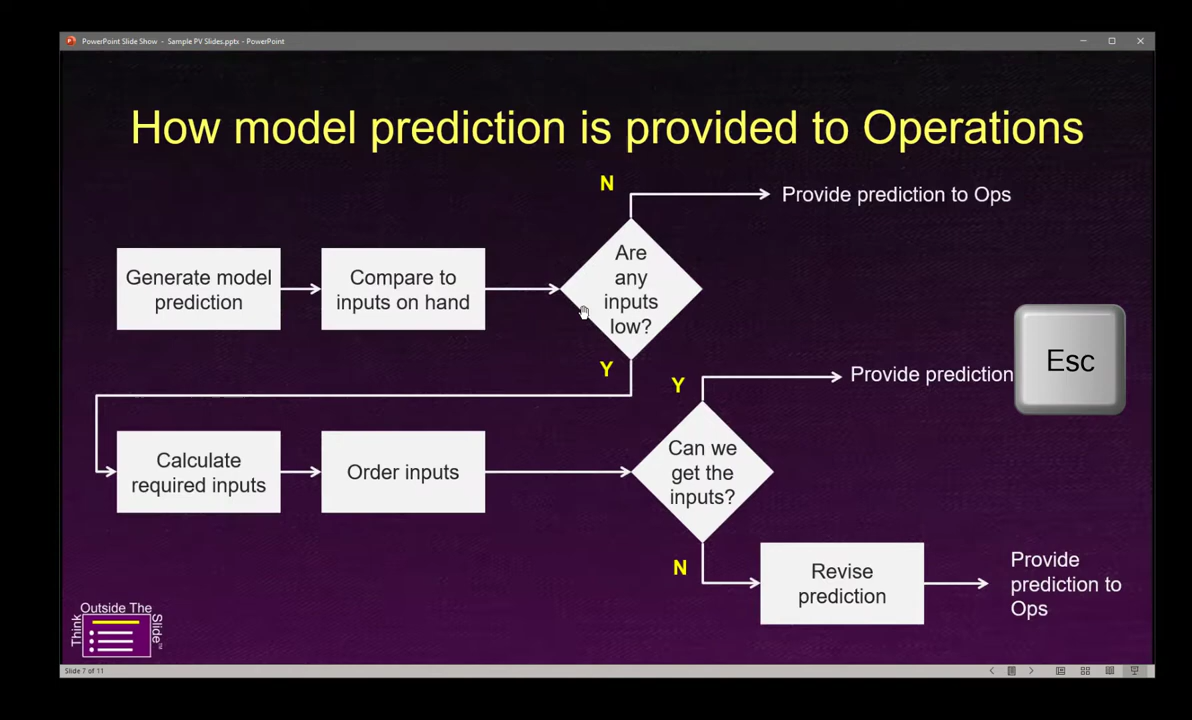 PowerPoint Slide Show - Sample PV Slides.pptx - PowerPoint
How model prediction is provided to Operations
N
Provide prediction to Ops
Generate model
prediction
Compare to
inputs on hand
Are
any
inputs
low?
Y
Y
Provide prediction
Esc
Calculate
required inputs
Order inputs
Can we
get the
inputs?
N
Revise
prediction
Provide
prediction to
Ops
Think
Outside The
Slide™
Slide 7 of 11